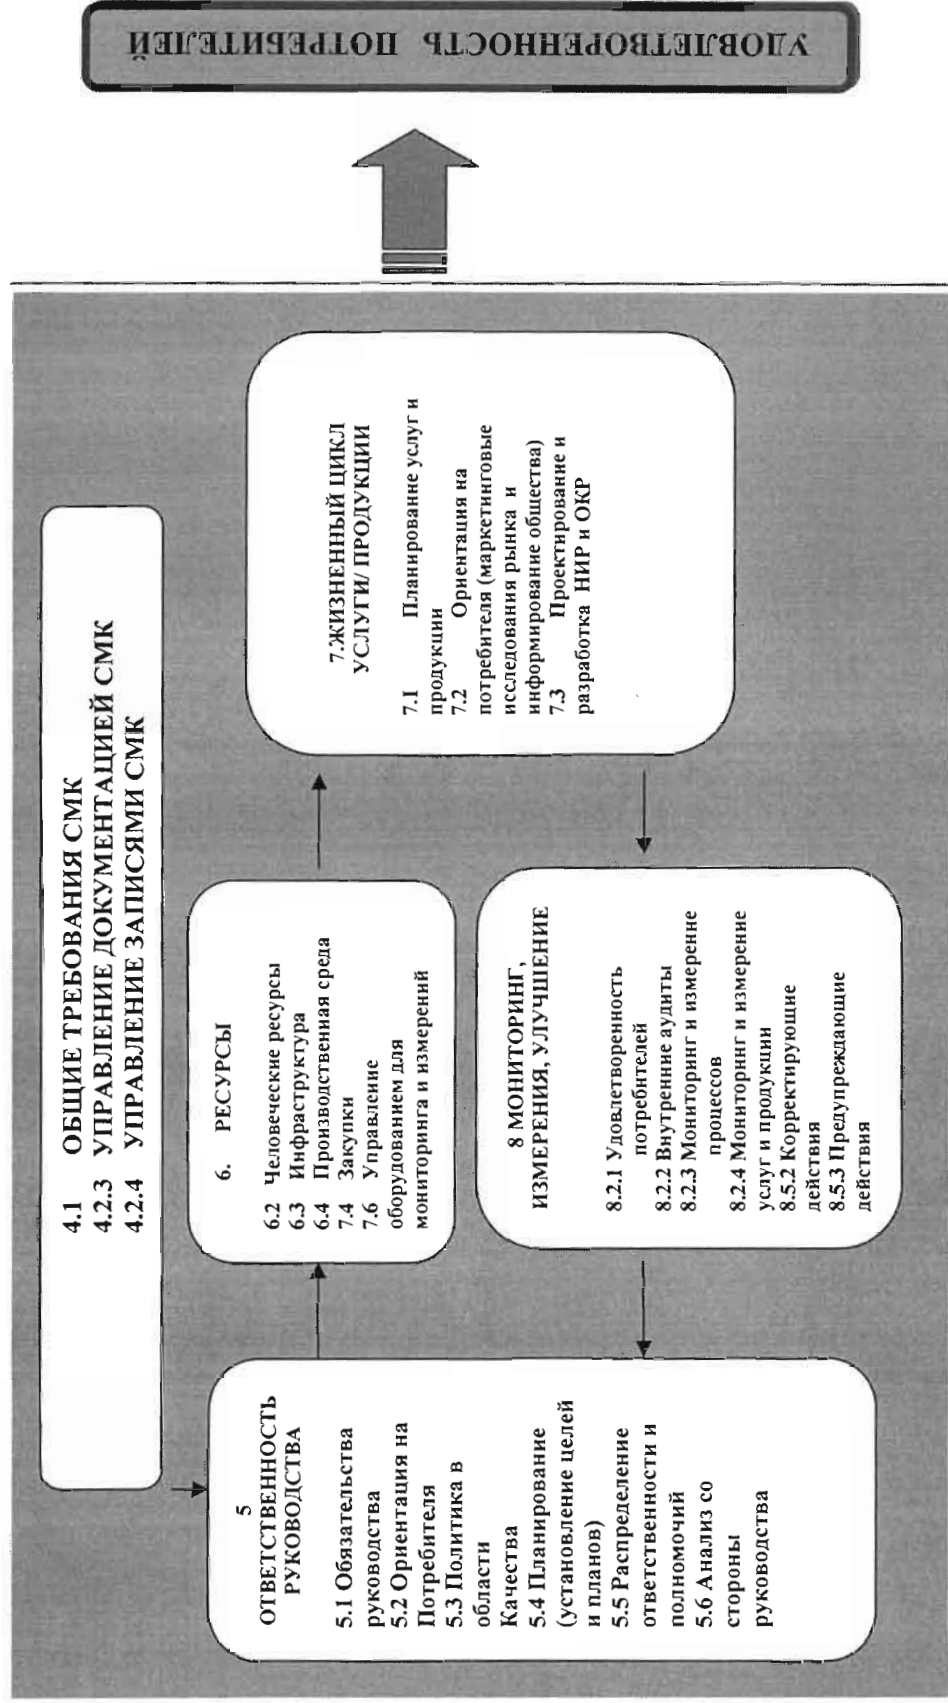 4.1 ОБЩИЕ ТРЕБОВАНИЯ СМК
4.2.3 УПРАВЛЕНИЕ ДОКУМЕНТАЦИЕЙ СМК
4.2.4 УПРАВЛЕНИЕ ЗАПИСЯМИ СМК
5
ОТВЕТСТВЕННОСТЬ
РУКОВОДСТВА
5.1 Обязательства
руководства
5.2 Ориентация на
Потребителя
5.3 Политика в
области
Качества
5.4 Планирование
(установление целей
и планов)
5.5 Распределение
ответственности и
полномочий
5.6 Анализ со
стороны
руководства
6. РЕСУРСЫ
6.2 Человеческие ресурсы
6.3 Инфраструктура
6.4 Производственная среда
7.4 Закупки
7.6 Управление
оборудованием для
мониторинга и измерений
7.ЖИЗНЕННЫЙ ЦИКЛ
УСЛУГИ/ ПРОДУКЦИИ
7.1 Планирование услуг и
продукции
7.2 Ориентация на
потребителя (маркетинговые
исследования рынка и
информирование общества)
7.3 Проектирование и
разработка НИР и ОКР
8 МОНИТОРИНГ,
ИЗМЕРЕНИЯ, УЛУЧШЕНИЕ
8.2.1 Удовлетворенность
потребителей
8.2.2 Внутренние аудиты
8.2.3 Мониторинг и измерение
процессов
8.2.4 Мониторинг и измерение
услуг и продукции
8.5.2 Корректирующие
действия
8.5.3 Предупреждающие
действия
УДОВЛЕТВОРЕННОСТЬ ПОТРЕБИТЕЛЕЙ